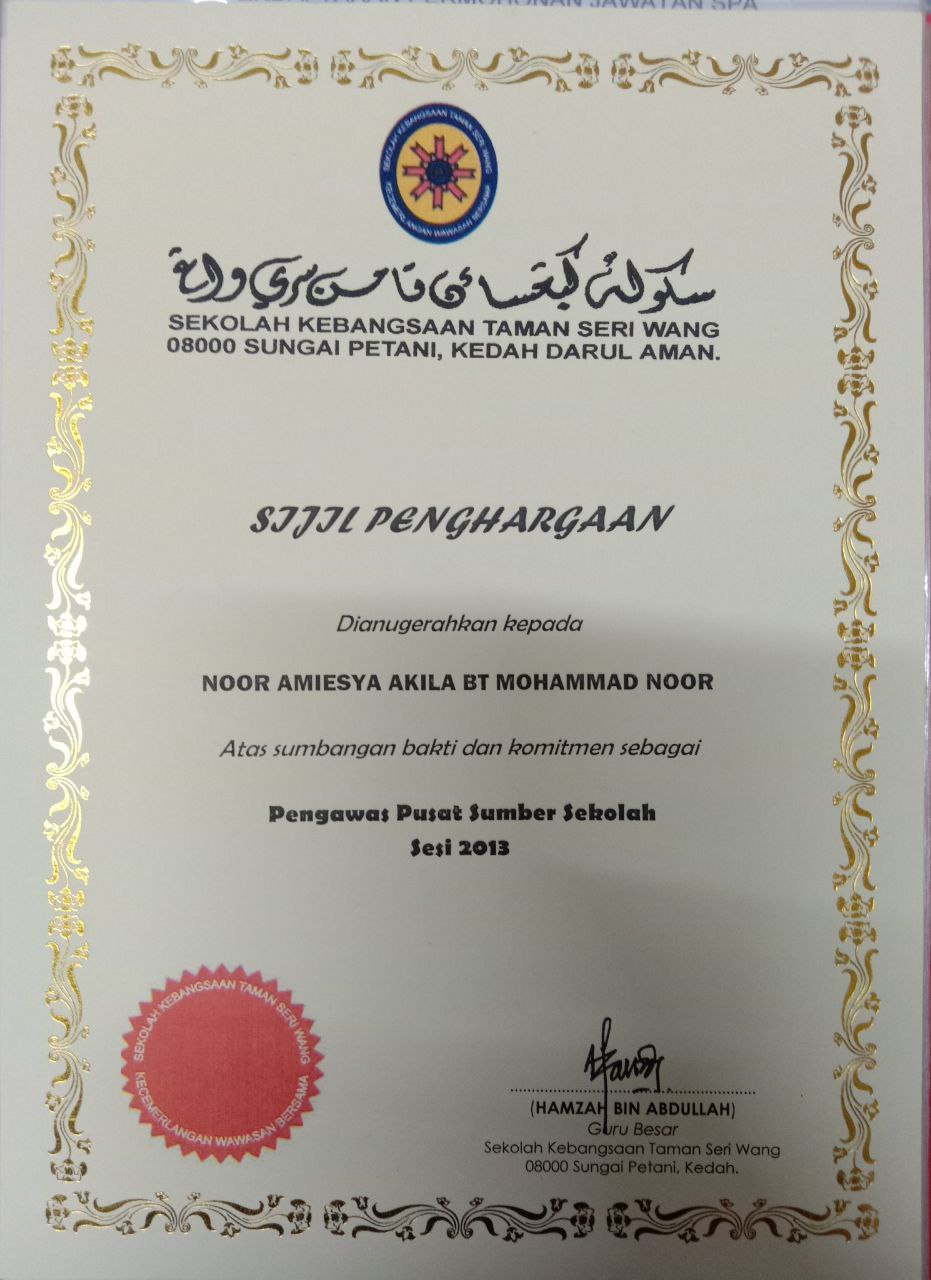 PERMOHONAN JAWATAN SPA
SEKOLAH KEBANGSAAN TAMAN SERI WANG
KECEMERLANGAN WAWASAN BERSAMA
سكوله كبڠساءن تامن سري واڠ
SEKOLAH KEBANGSAAN TAMAN SERI WANG
08000 SUNGAI PETANI, KEDAH DARUL AMAN.
SIJIL PENGHARGAAN
Dianugerahkan kepada
NOOR AMIESYA AKILA BT MOHAMMAD NOOR
Atas sumbangan bakti dan komitmen sebagai
Pengawas Pusat Sumber Sekolah
Sesi 2013
SEKOLAH KEBANGSAAN TAMAN SERI WANG
KECEMERLANGAN WAWASAN BERSAMA
(HAMZAH BIN ABDULLAH)
Guru Besar
Sekolah Kebangsaan Taman Seri Wang
08000 Sungai Petani, Kedah.